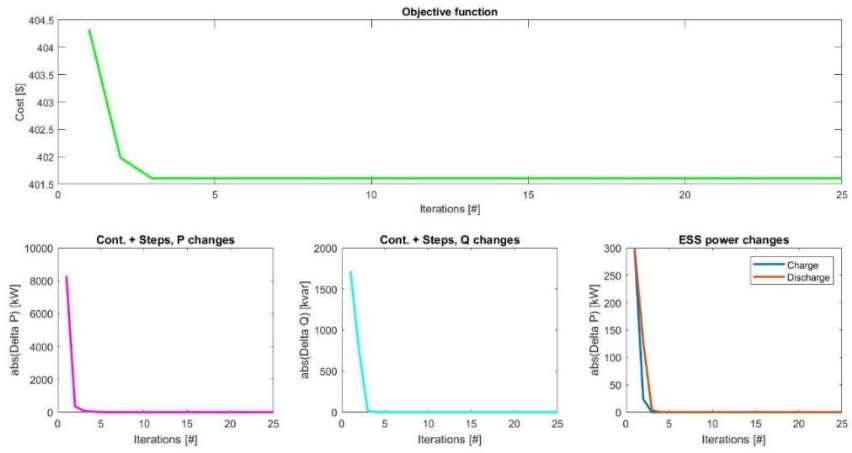 Objective function
404.5
404
403.5
403
402.5
402
401.5
Cost [$]
0 5 10 15 20 25
Iterations [#]
Cont. + Steps, P changes
10000
8000
6000
4000
2000
0
abs(Delta P) [kW]
0 5 10 15 20 25
Iterations [#]
Cont. + Steps, Q changes
2000
1500
1000
500
0
abs(Delta Q) [kvar]
0 5 10 15 20 25
Iterations [#]
ESS power changes
300
250
200
150
100
50
0
abs(Delta P) [kW]
Charge
Discharge
0 5 10 15 20 25
Iterations [#]